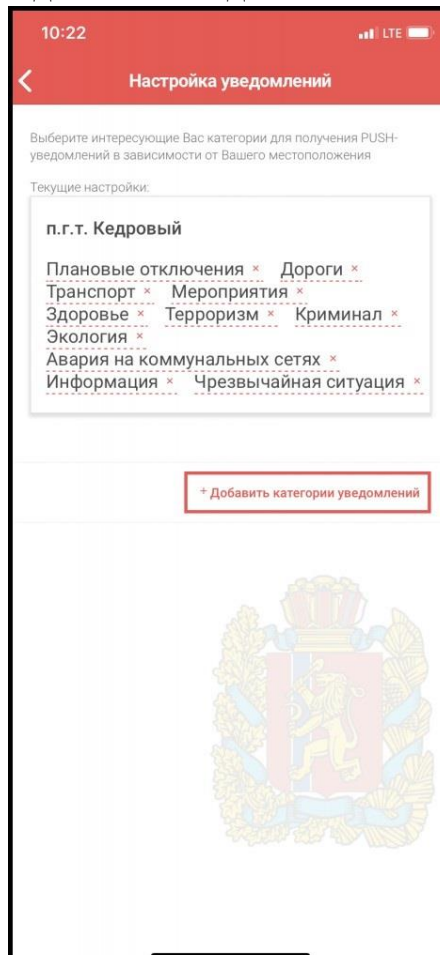 10:22
LTE
Настройка уведомлений
Выберите интересующие Вас категории для получения PUSH-
уведомлений в зависимости от Вашего местоположения
Текущие настройки:
п.г.т. Кедровый
Плановые отключения × Дороги ×
Транспорт × Мероприятия ×
Здоровье × Терроризм × Криминал ×
Экология ×
Авария на коммунальных сетях ×
Информация × Чрезвычайная ситуация ×
+ Добавить категории уведомлений